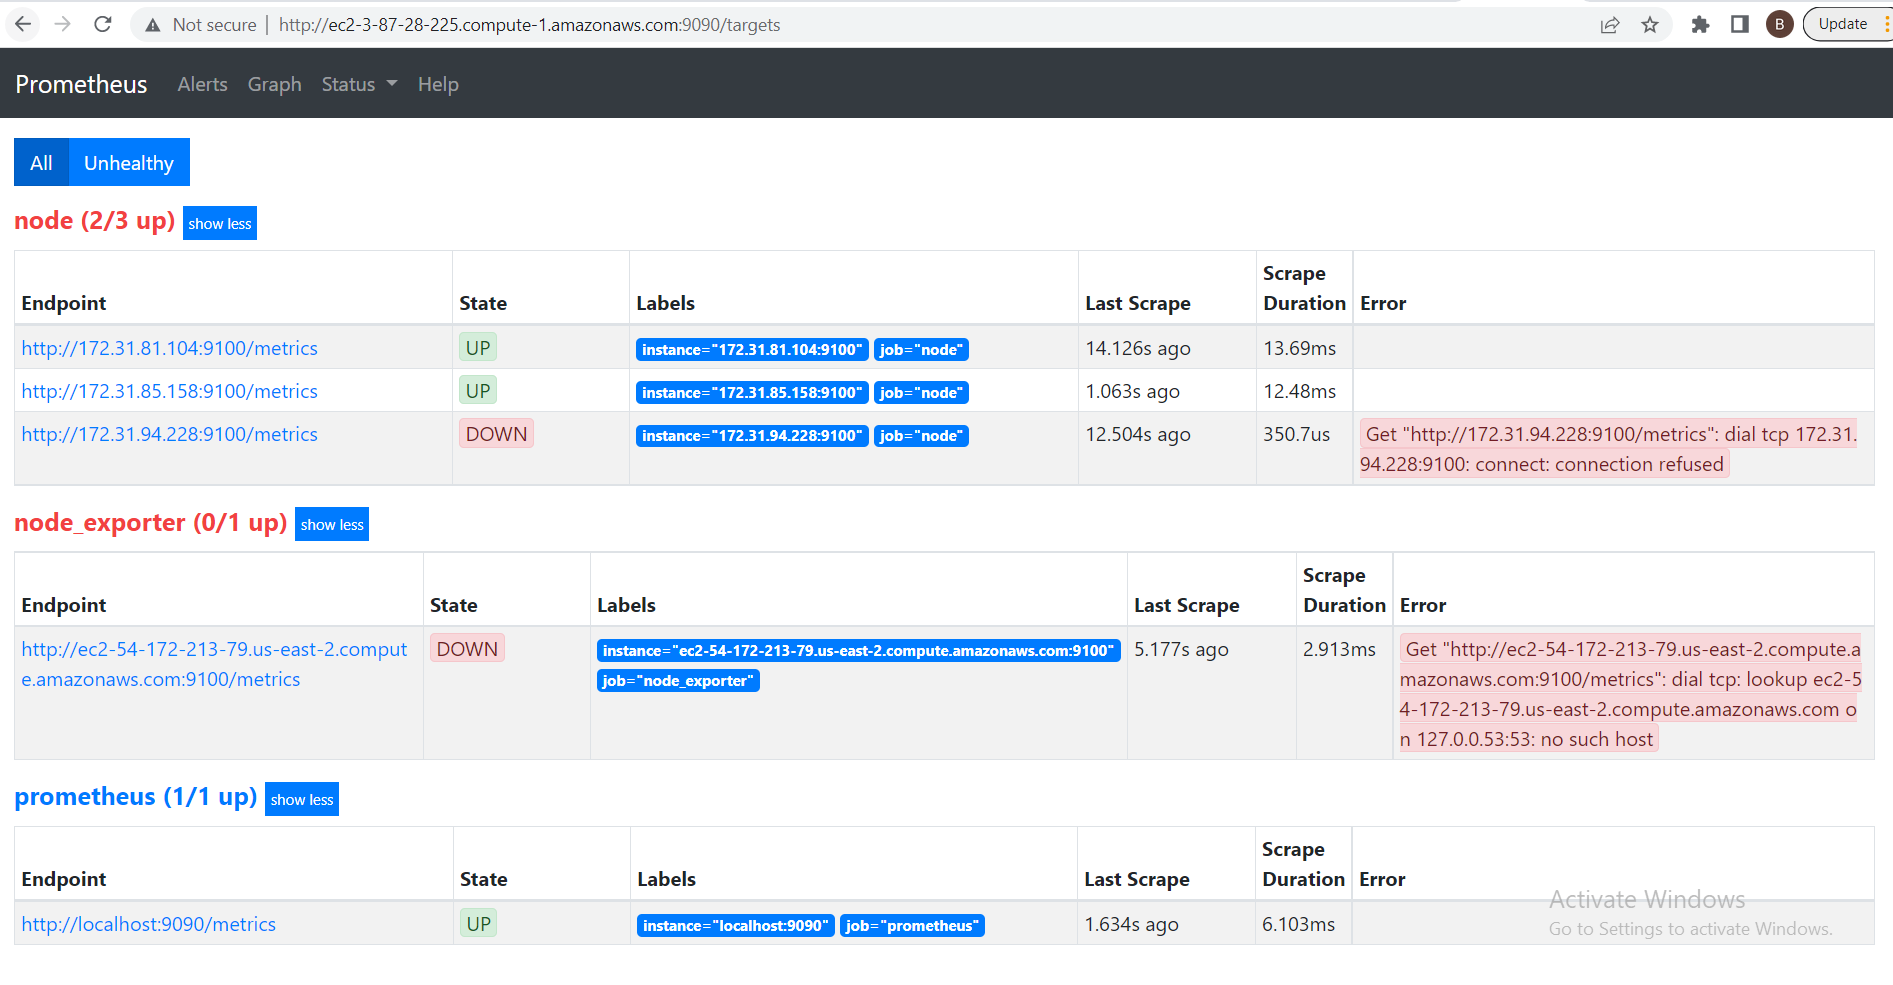 Not secure | http://ec2-3-87-28-225.compute-1.amazonaws.com:9090/targets B Update
Prometheus Alerts Graph Status Help
All Unhealthy
node (2/3 up) show less
Endpoint State Labels Last Scrape Scrape Duration Error
http://172.31.81.104:9100/metrics UP instance="172.31.81.104:9100" job="node" 14.126s ago 13.69ms
http://172.31.85.158:9100/metrics UP instance="172.31.85.158:9100" job="node" 1.063s ago 12.48ms
http://172.31.94.228:9100/metrics DOWN instance="172.31.94.228:9100" job="node" 12.504s ago 350.7us Get "http://172.31.94.228:9100/metrics": dial tcp 172.31.
94.228:9100: connect: connection refused
node_exporter (0/1 up) show less
Endpoint State Labels Last Scrape Scrape Duration Error
http://ec2-54-172-213-79.us-east-2.comput DOWN instance="ec2-54-172-213-79.us-east-2.compute.amazonaws.com:9100" 5.177s ago 2.913ms Get "http://ec2-54-172-213-79.us-east-2.compute.a
e.amazonaws.com:9100/metrics job="node_exporter" mazonaws.com:9100/metrics": dial tcp: lookup ec2-5
4-172-213-79.us-east-2.compute.amazonaws.com o
n 127.0.0.53:53: no such host
prometheus (1/1 up) show less
Endpoint State Labels Last Scrape Scrape Duration Error
http://localhost:9090/metrics UP instance="localhost:9090" job="prometheus" 1.634s ago 6.103ms
Activate Windows
Go to Settings to activate Windows.